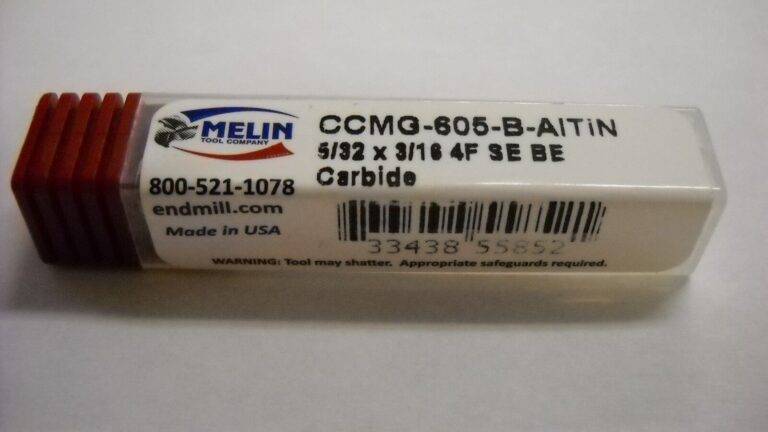 MELIN
TOOL COMPANY
800-521-1078
endmill.com
Made in USA
CCMG-605-B-AlTiN
5/32 x 3/16 4F SE BE
Carbide
33438 55852
WARNING: Tool may shatter. Appropriate safeguards required.